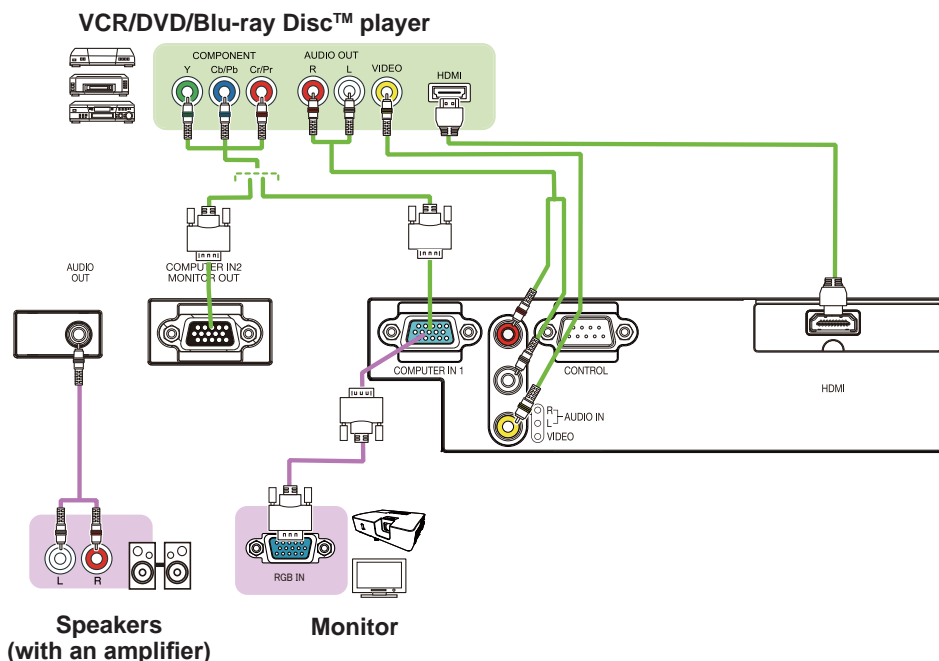 VCR/DVD/Blu-ray Disc™ player
COMPONENT
AUDIO OUT
Y Cb/Pb Cr/Pr R L VIDEO
HDMI
AUDIO
OUT
COMPUTER IN2
MONITOR OUT
COMPUTER IN 1
CONTROL
HDMI
R
L
AUDIO IN
VIDEO
L R
RGB IN
Speakers
(with an amplifier)
Monitor